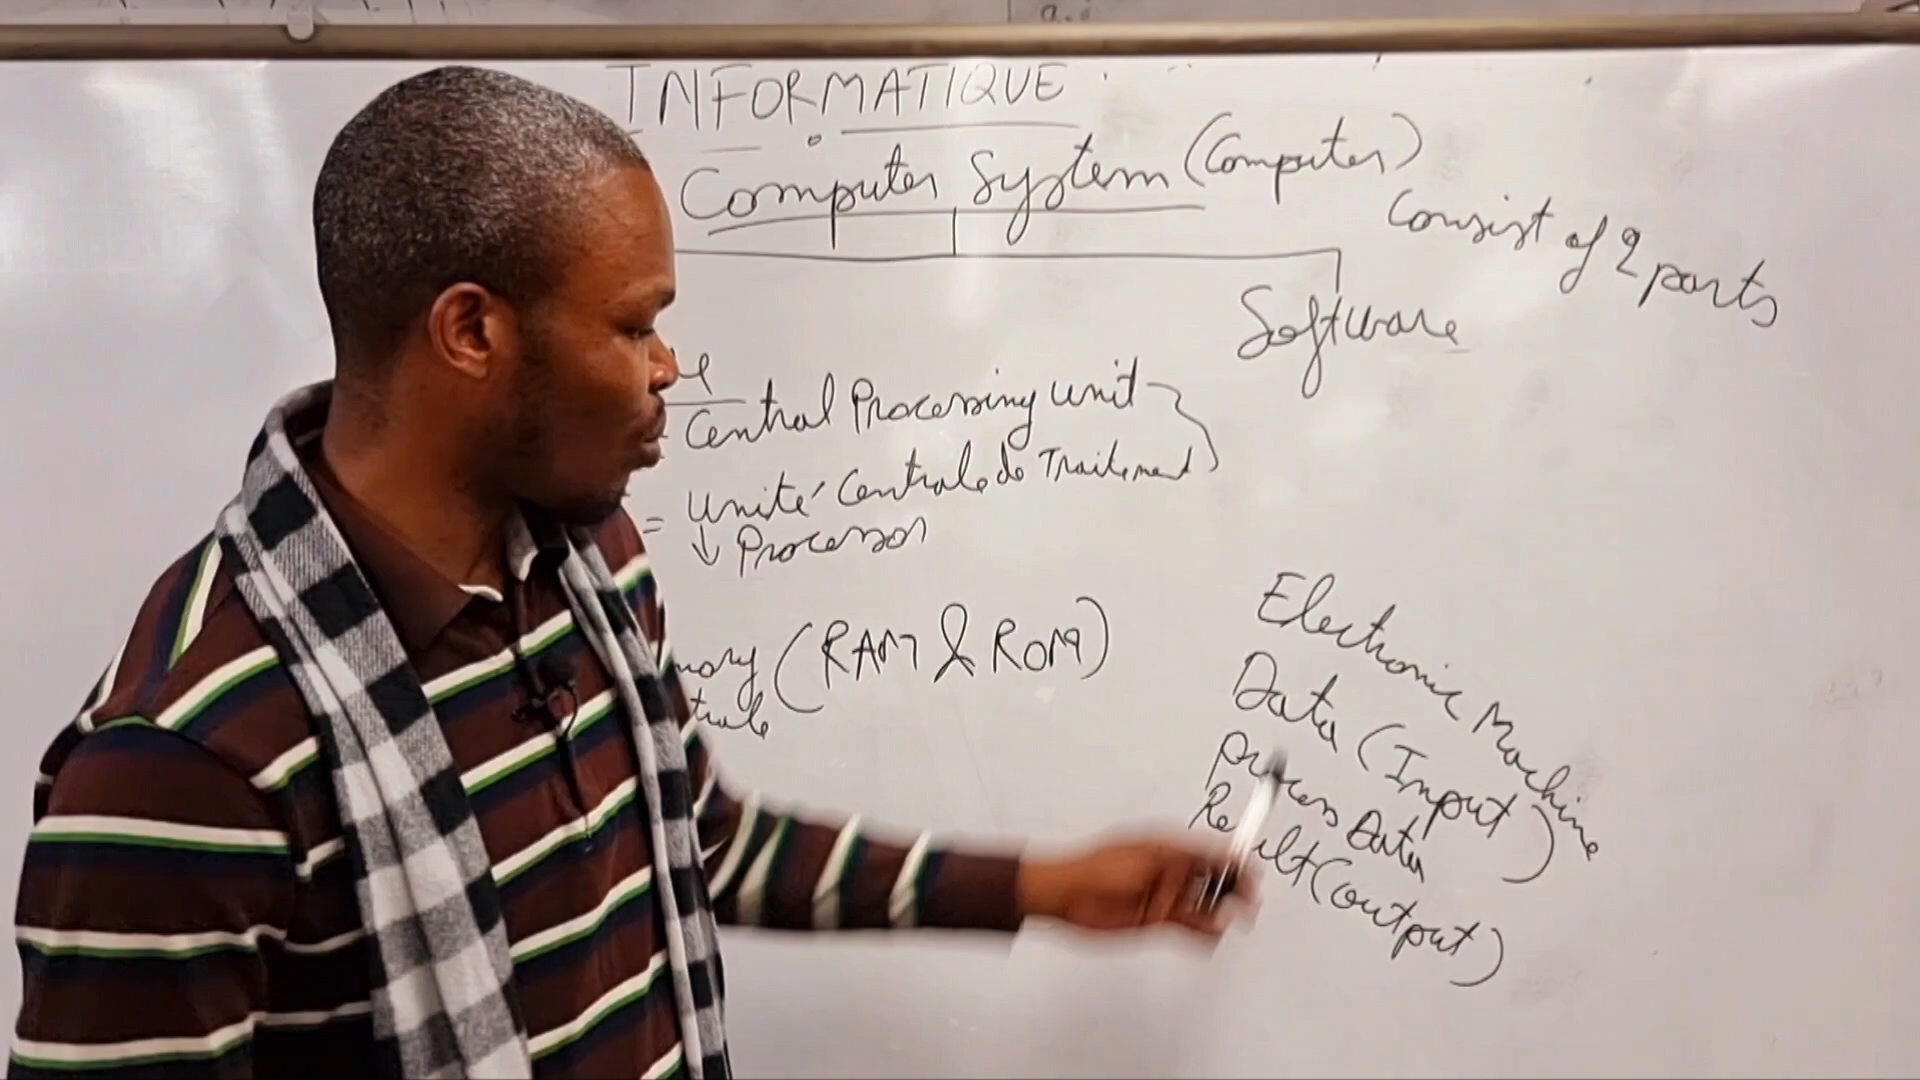 INFORMATIQUE
Computer System (Computer)
Consist of 2 parts
Software
Central Processing unit
= Unité Centrale de Traitement
↓ Processor
(RAM & ROM)
Electronic Machine
Data (Input)
process Data
Result (output)